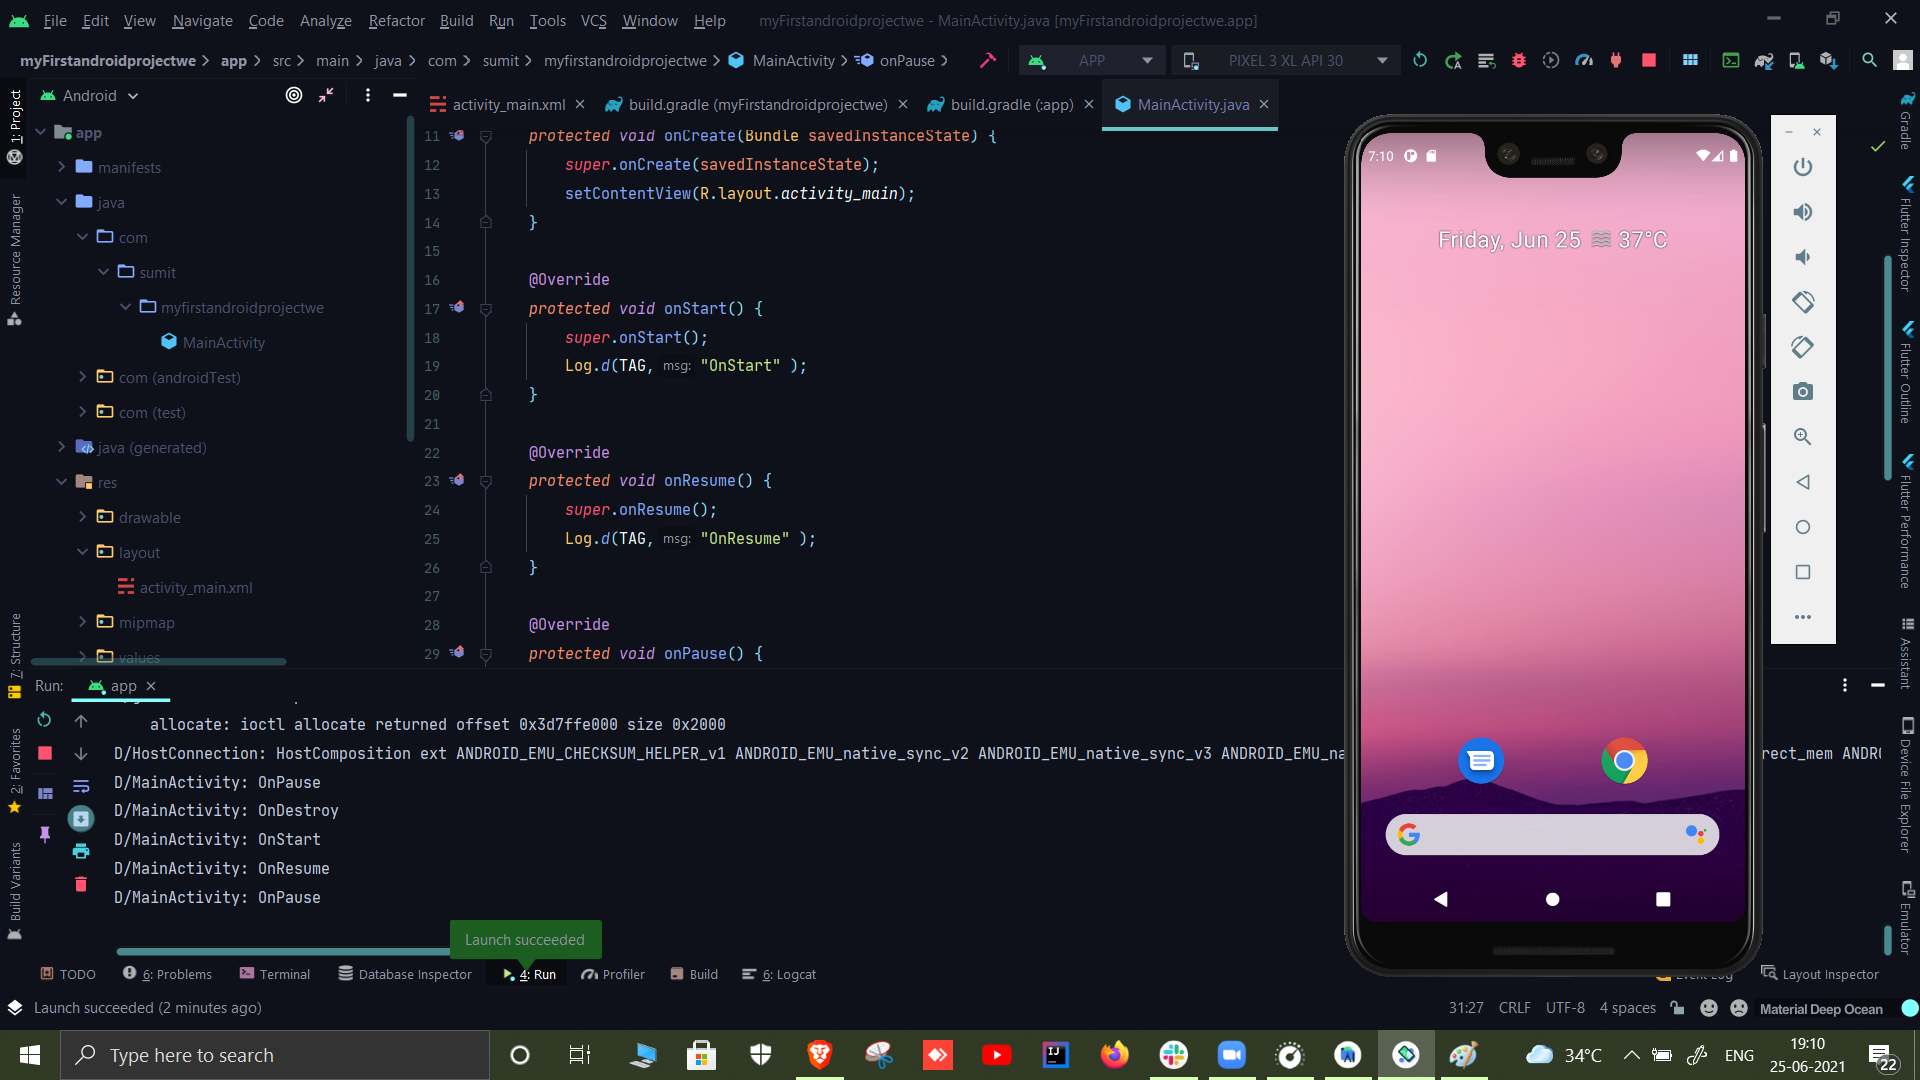 File Edit View Navigate Code Analyze Refactor Build Run Tools VCS Window Help myFirstandroidprojectwe - MainActivity.java [myFirstandroidprojectwe.app]
myFirstandroidprojectwe app src main java com sumit myfirstandroidprojectwe MainActivity onPause APP PIXEL 3 XL API 30
Android
activity_main.xml build.gradle (myFirstandroidprojectwe) build.gradle (:app) MainActivity.java
1: Project
Resource Manager
7: Structure
2: Favorites
Build Variants
app
manifests
java
com
sumit
myfirstandroidprojectwe
MainActivity
com (androidTest)
com (test)
java (generated)
res
drawable
layout
activity_main.xml
mipmap
values
11 protected void onCreate(Bundle savedInstanceState) {
12 super.onCreate(savedInstanceState);
13 setContentView(R.layout.activity_main);
14 }
15
16 @Override
17 protected void onStart() {
18 super.onStart();
19 Log.d(TAG, msg: "OnStart" );
20 }
21
22 @Override
23 protected void onResume() {
24 super.onResume();
25 Log.d(TAG, msg: "OnResume" );
26 }
27
28 @Override
29 protected void onPause() {
7:10
Friday, Jun 25 37°C
Gradle
Flutter Inspector
Flutter Outline
Flutter Performance
Assistant
Device File Explorer
Emulator
Run: app
allocate: ioctl allocate returned offset 0x3d7ffe000 size 0x2000
D/HostConnection: HostComposition ext ANDROID_EMU_CHECKSUM_HELPER_v1 ANDROID_EMU_native_sync_v2 ANDROID_EMU_native_sync_v3 ANDROID_EMU_na rect_mem ANDRO
D/MainActivity: OnPause
D/MainActivity: OnDestroy
D/MainActivity: OnStart
D/MainActivity: OnResume
D/MainActivity: OnPause
Launch succeeded
TODO 6: Problems Terminal Database Inspector 4: Run Profiler Build 6: Logcat Event Log Layout Inspector
Launch succeeded (2 minutes ago) 31:27 CRLF UTF-8 4 spaces Material Deep Ocean
Type here to search 34°C ENG 19:10
25-06-2021 22